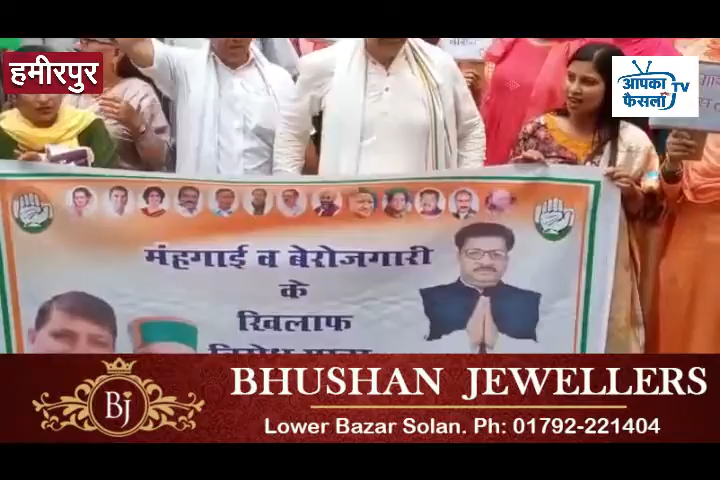 हमीरपुर
आपका
फैसला TV
मंहगाई व बेरोजगारी
के
खिलाफ
Bj
BHUSHAN JEWELLERS
Lower Bazar Solan. Ph: 01792-221404